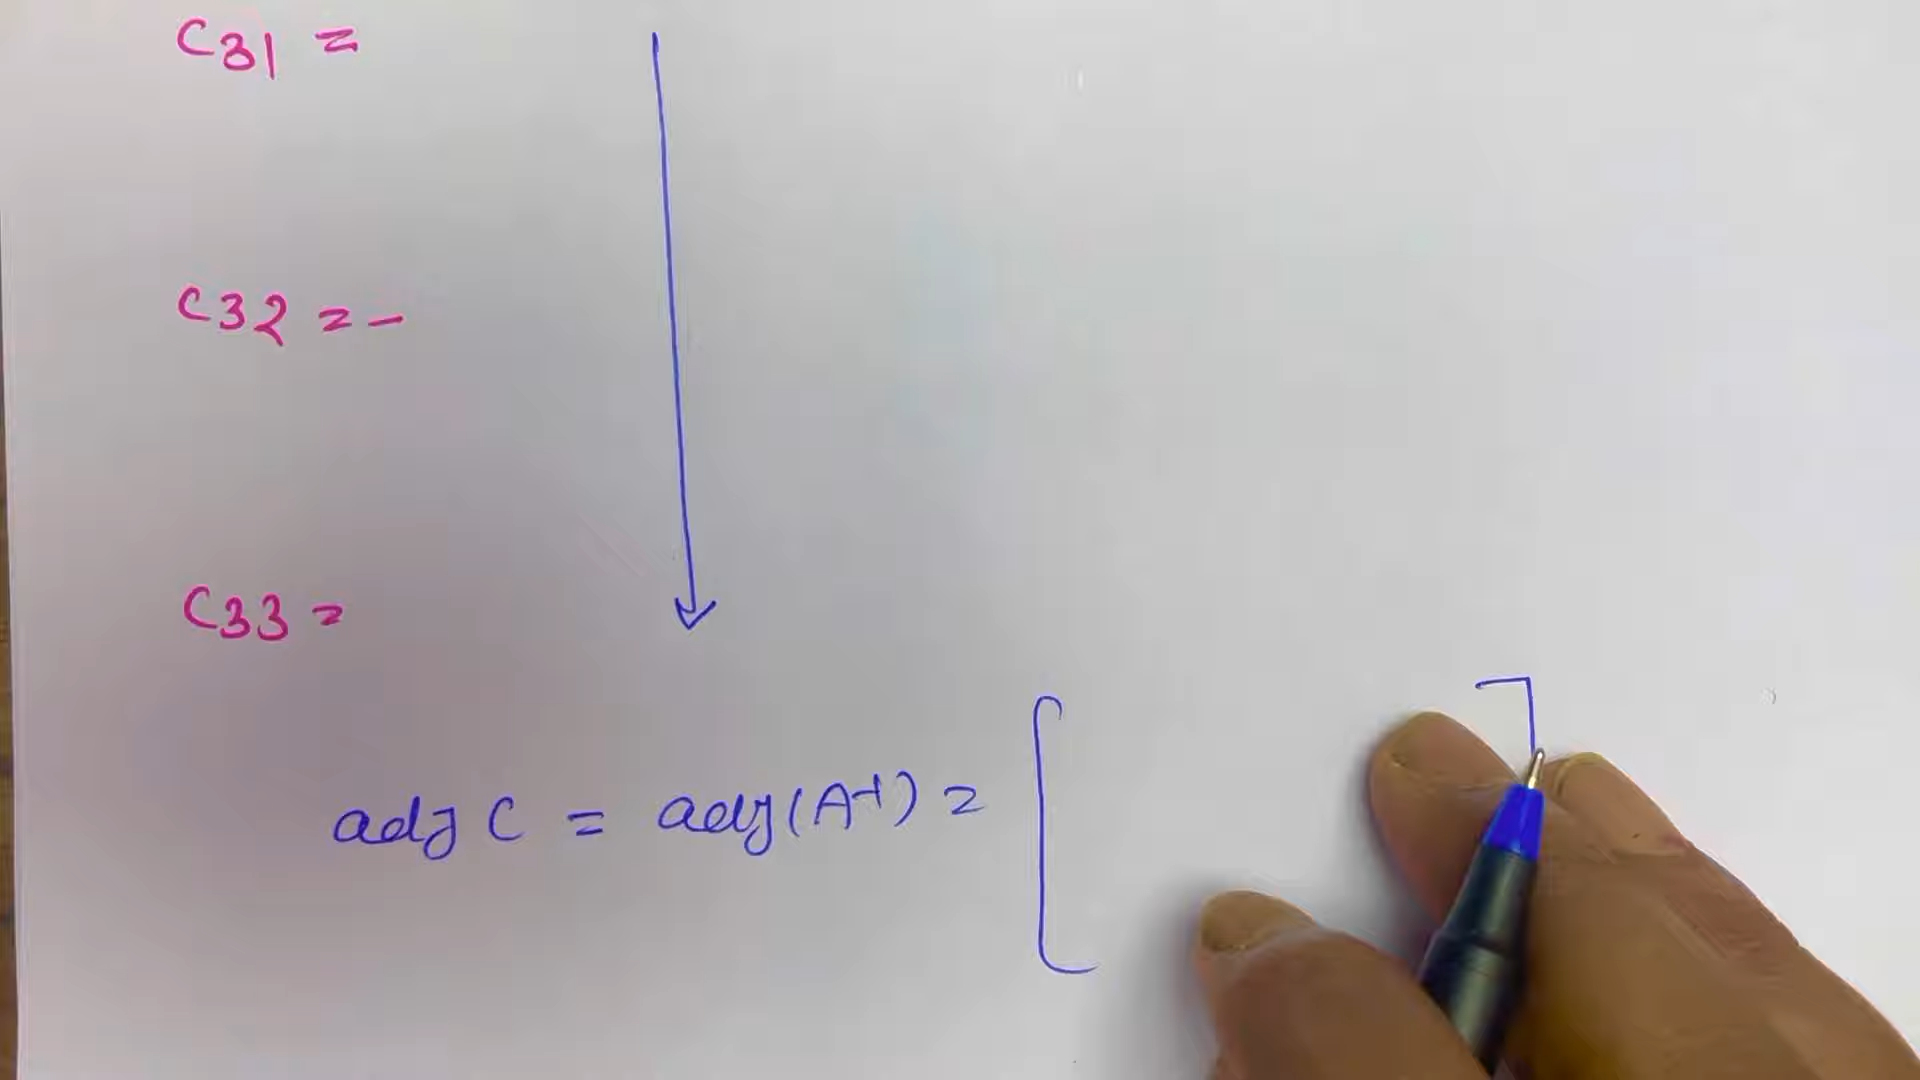 C31 =
C32 = -
C33 =
adj C = adj(A-1) = [ ]